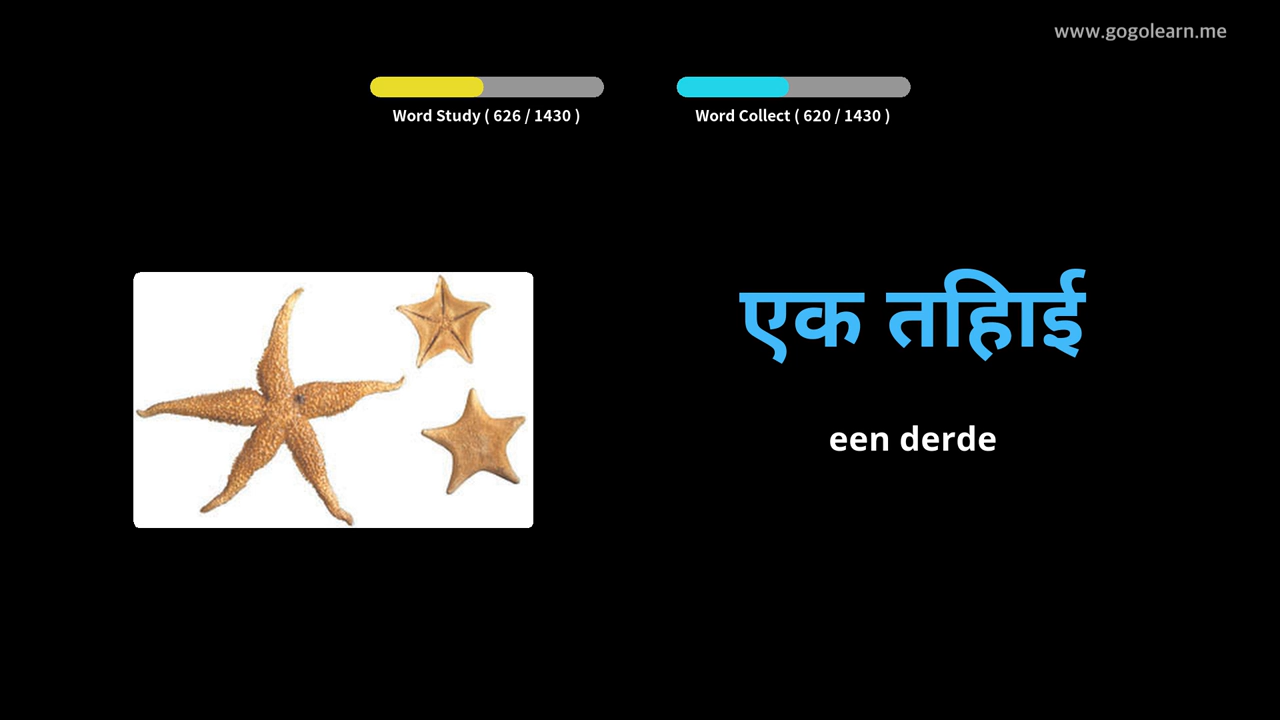 www.gogolearn.me
Word Study ( 626 / 1430 )
Word Collect ( 620 / 1430 )
एक तिहाई
een derde